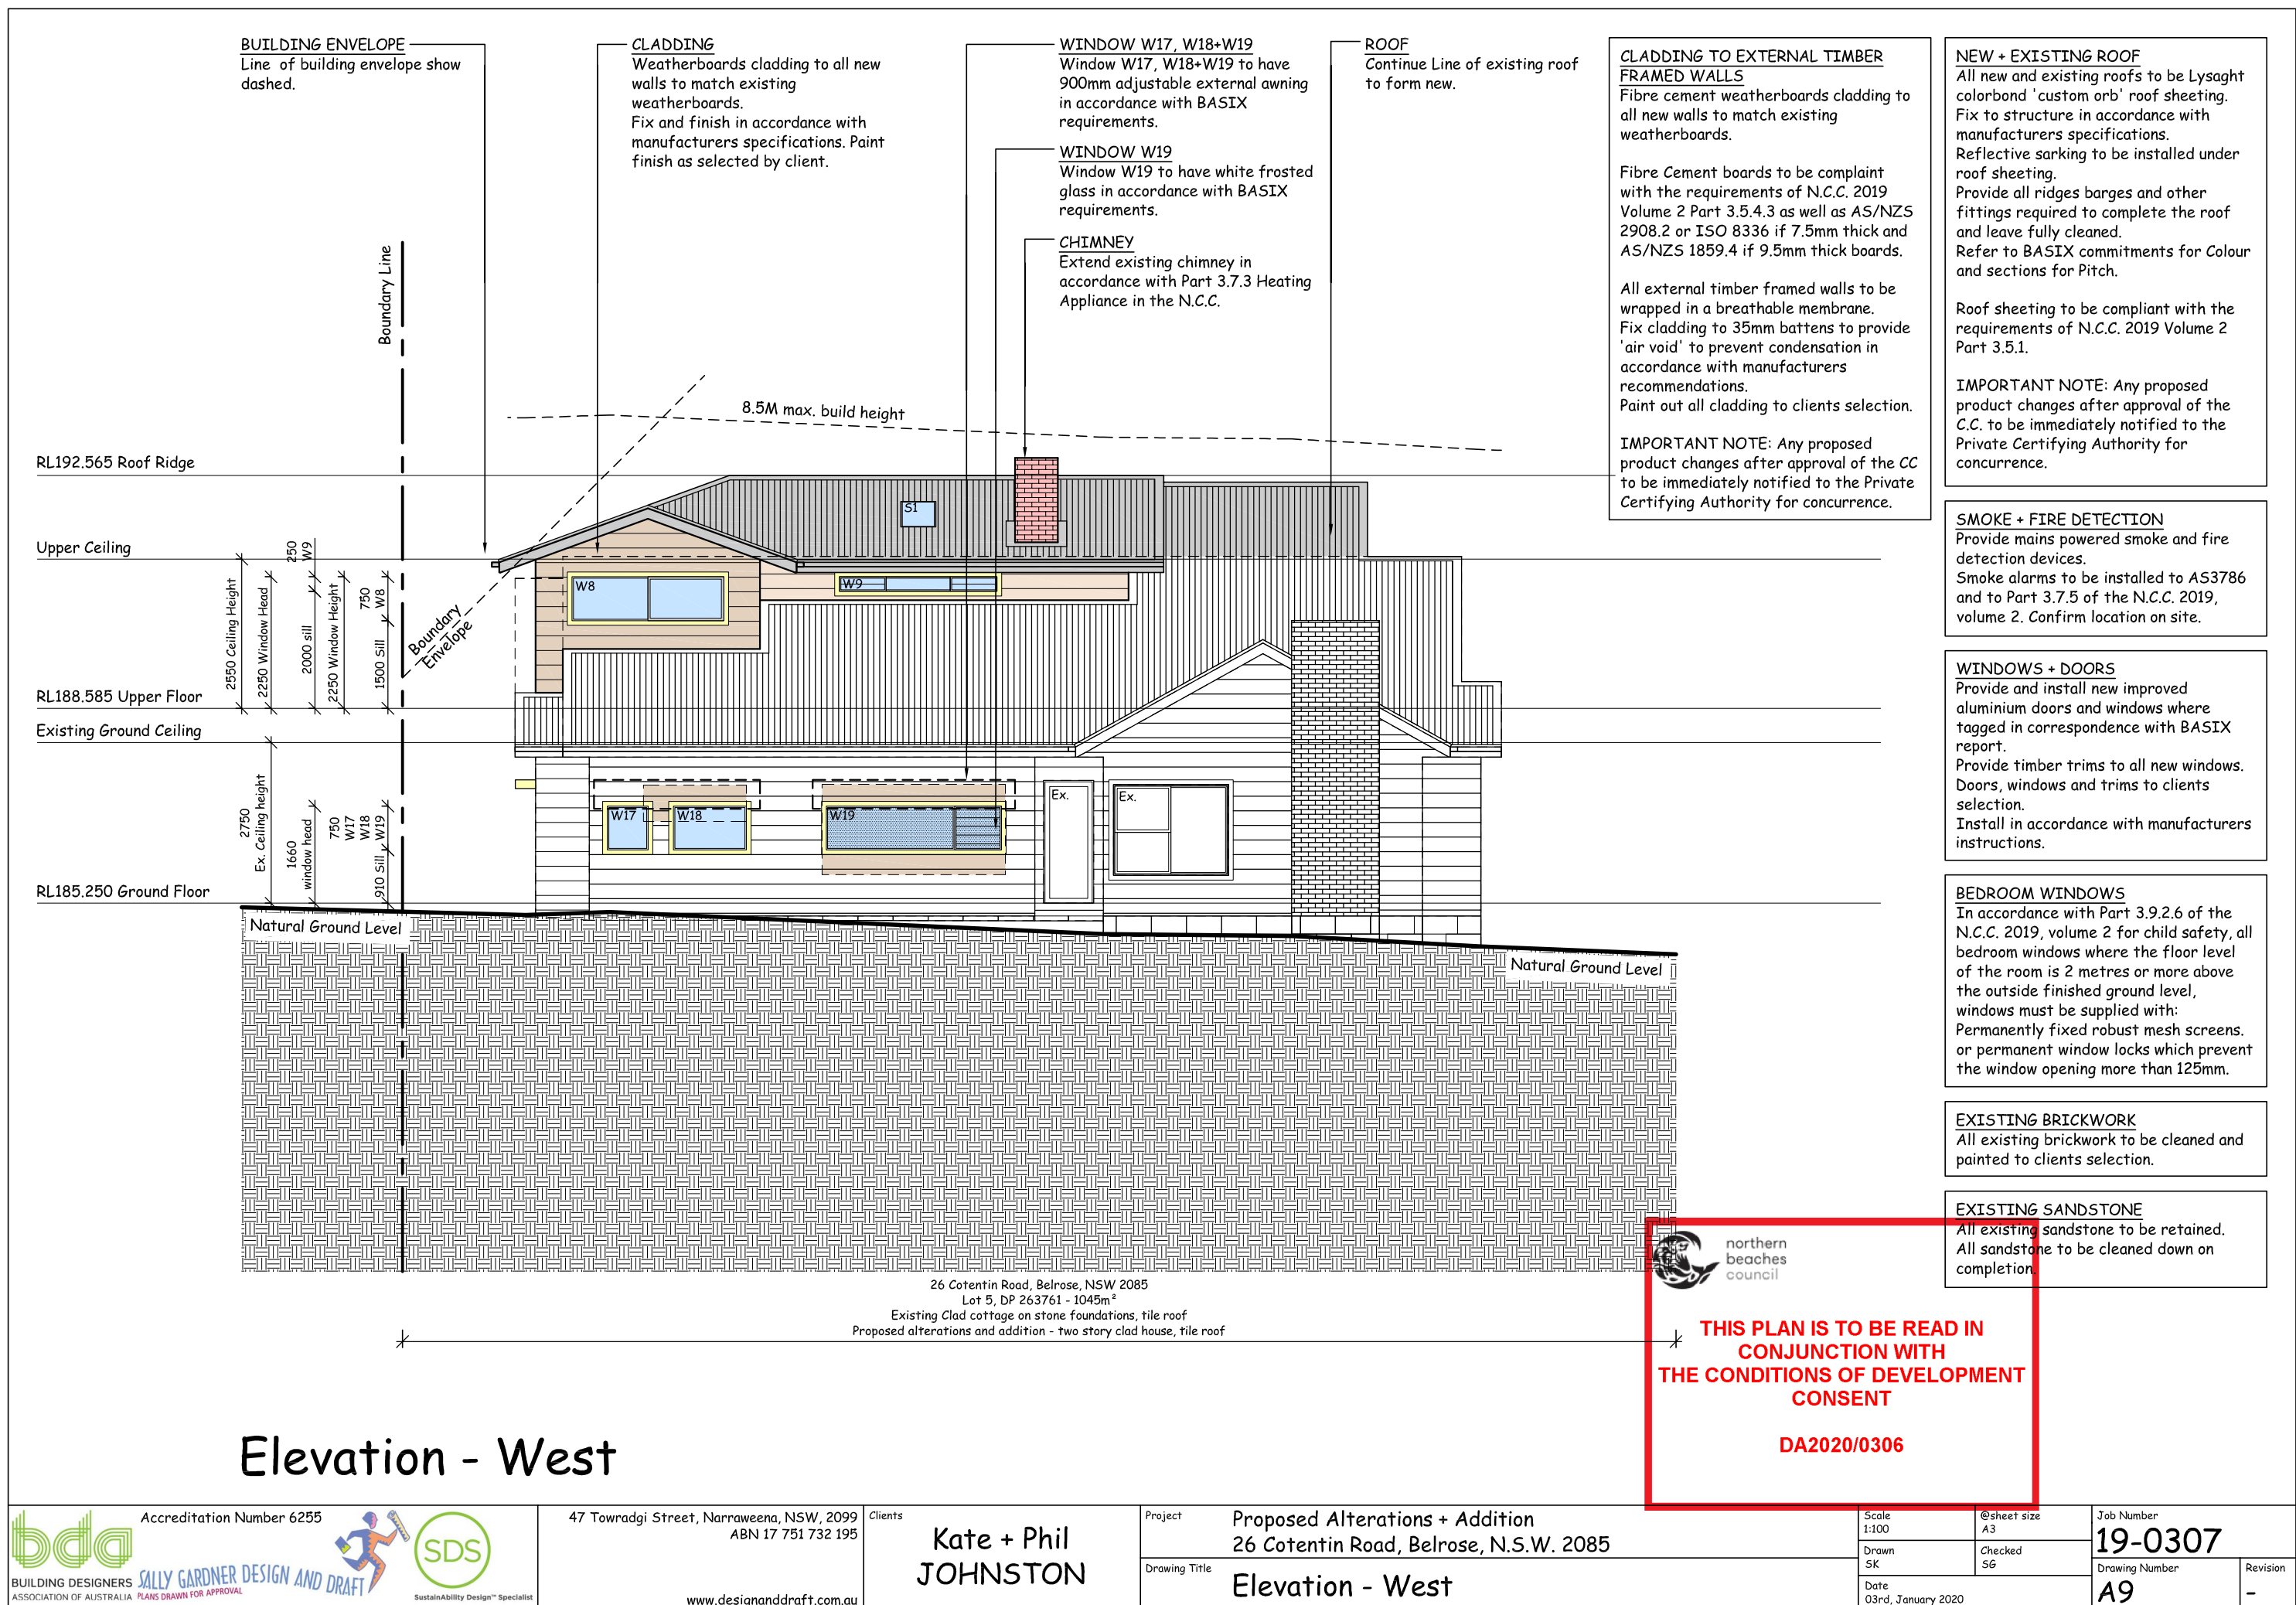 BUILDING ENVELOPE
Line of building envelope show
dashed.
CLADDING
Weatherboards cladding to all new
walls to match existing
weatherboards.
Fix and finish in accordance with
manufacturers specifications. Paint
finish as selected by client.
WINDOW W17, W18+W19
Window W17, W18+W19 to have
900mm adjustable external awning
in accordance with BASIX
requirements.
WINDOW W19
Window W19 to have white frosted
glass in accordance with BASIX
requirements.
CHIMNEY
Extend existing chimney in
accordance with Part 3.7.3 Heating
Appliance in the N.C.C.
ROOF
Continue Line of existing roof
to form new.
CLADDING TO EXTERNAL TIMBER
FRAMED WALLS
Fibre cement weatherboards cladding to
all new walls to match existing
weatherboards.
Fibre Cement boards to be complaint
with the requirements of N.C.C. 2019
Volume 2 Part 3.5.4.3 as well as AS/NZS
2908.2 or ISO 8336 if 7.5mm thick and
AS/NZS 1859.4 if 9.5mm thick boards.
All external timber framed walls to be
wrapped in a breathable membrane.
Fix cladding to 35mm battens to provide
'air void' to prevent condensation in
accordance with manufacturers
recommendations.
Paint out all cladding to clients selection.
IMPORTANT NOTE: Any proposed
product changes after approval of the CC
to be immediately notified to the Private
Certifying Authority for concurrence.
NEW + EXISTING ROOF
All new and existing roofs to be Lysaght
colorbond 'custom orb' roof sheeting.
Fix to structure in accordance with
manufacturers specifications.
Reflective sarking to be installed under
roof sheeting.
Provide all ridges barges and other
fittings required to complete the roof
and leave fully cleaned.
Refer to BASIX commitments for Colour
and sections for Pitch.
Roof sheeting to be compliant with the
requirements of N.C.C. 2019 Volume 2
Part 3.5.1.
IMPORTANT NOTE: Any proposed
product changes after approval of the
C.C. to be immediately notified to the
Private Certifying Authority for
concurrence.
SMOKE + FIRE DETECTION
Provide mains powered smoke and fire
detection devices.
Smoke alarms to be installed to AS3786
and to Part 3.7.5 of the N.C.C. 2019,
volume 2. Confirm location on site.
WINDOWS + DOORS
Provide and install new improved
aluminium doors and windows where
tagged in correspondence with BASIX
report.
Provide timber trims to all new windows.
Doors, windows and trims to clients
selection.
Install in accordance with manufacturers
instructions.
BEDROOM WINDOWS
In accordance with Part 3.9.2.6 of the
N.C.C. 2019, volume 2 for child safety, all
bedroom windows where the floor level
of the room is 2 metres or more above
the outside finished ground level,
windows must be supplied with:
Permanently fixed robust mesh screens.
or permanent window locks which prevent
the window opening more than 125mm.
EXISTING BRICKWORK
All existing brickwork to be cleaned and
painted to clients selection.
EXISTING SANDSTONE
All existing sandstone to be retained.
All sandstone to be cleaned down on
completion.
Boundary Line
8.5M max. build height
RL192.565 Roof Ridge
Upper Ceiling
RL188.585 Upper Floor
Existing Ground Ceiling
RL185.250 Ground Floor
2550 Ceiling Height
2250 Window Head
250
W9
2000 sill
2250 Window Height
750
W8
1500 Sill
Boundary
Envelope
2750
Ex. Ceiling height
1660
window head
750
W17
W18
W19
910 Sill
S1
W8
W9
W17
W18
W19
Ex.
Ex.
Natural Ground Level
Natural Ground Level
26 Cotentin Road, Belrose, NSW 2085
Lot 5, DP 263761 - 1045m²
Existing Clad cottage on stone foundations, tile roof
Proposed alterations and addition - two story clad house, tile roof
northern
beaches
council
THIS PLAN IS TO BE READ IN
CONJUNCTION WITH
THE CONDITIONS OF DEVELOPMENT
CONSENT
DA2020/0306
Elevation - West
bda
BUILDING DESIGNERS
ASSOCIATION OF AUSTRALIA
Accreditation Number 6255
SALLY GARDNER DESIGN AND DRAFT
PLANS DRAWN FOR APPROVAL
SDS
SustainAbility Design™ Specialist
47 Towradgi Street, Narraweena, NSW, 2099
ABN 17 751 732 195
www.designanddraft.com.au
Clients
Kate + Phil
JOHNSTON
Project
Proposed Alterations + Addition
26 Cotentin Road, Belrose, N.S.W. 2085
Drawing Title
Elevation - West
Scale
1:100
@sheet size
A3
Drawn
SK
Checked
SG
Date
03rd, January 2020
Job Number
19-0307
Drawing Number
A9
Revision
-